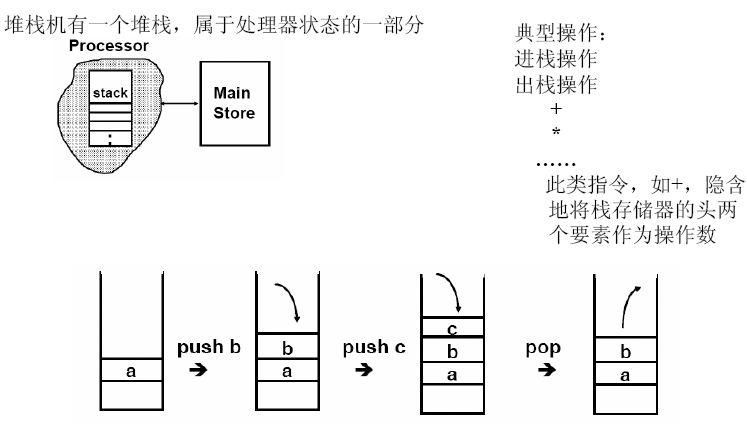 堆栈机有一个堆栈，属于处理器状态的一部分
Processor
stack
:
Main
Store
典型操作：
进栈操作
出栈操作
+
*
……
此类指令，如+，隐含
地将栈存储器的头两
个要素作为操作数
a
push b
➔
b
a
push c
➔
c
b
a
pop
➔
b
a